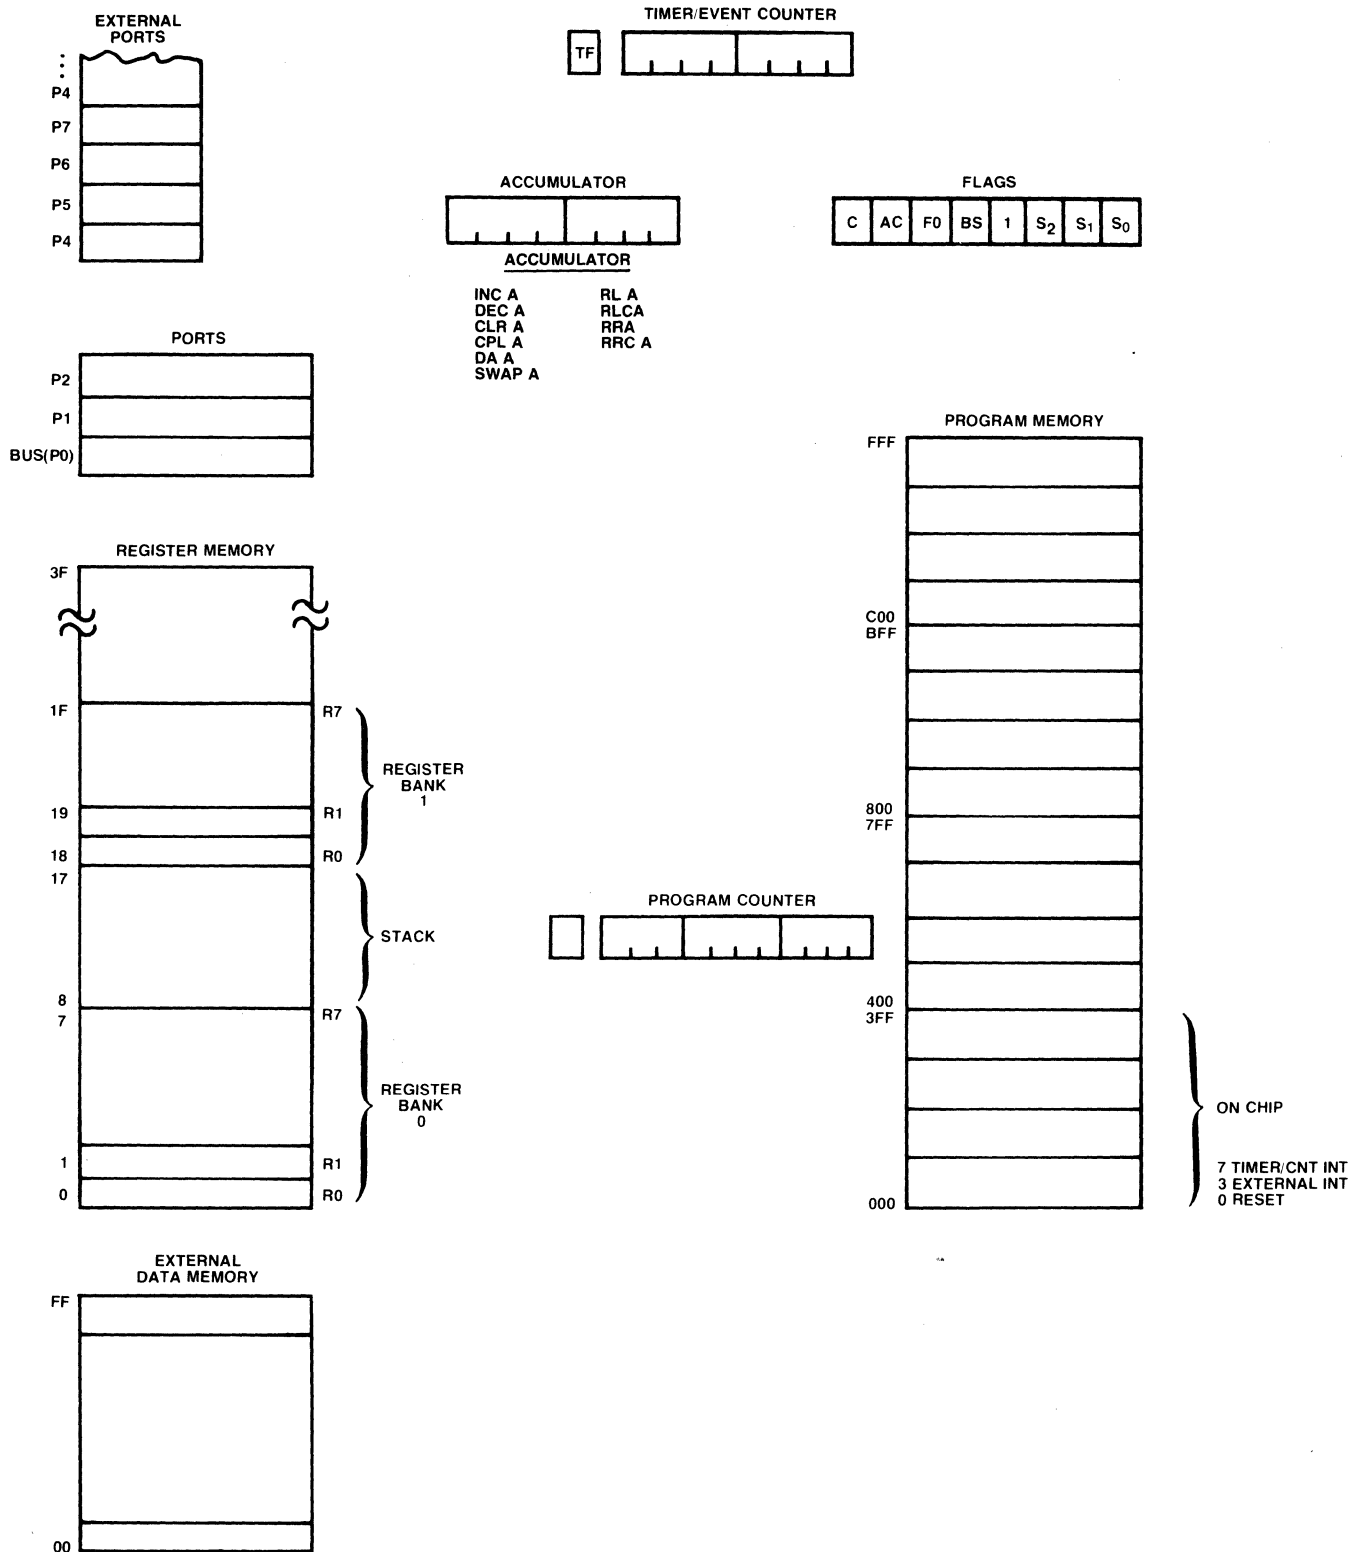 EXTERNAL
PORTS
⋮
P4
P7
P6
P5
P4
TIMER/EVENT COUNTER
TF
ACCUMULATOR
ACCUMULATOR
INC A
DEC A
CLR A
CPL A
DA A
SWAP A
RL A
RLCA
RRA
RRC A
FLAGS
C AC F0 BS 1 S2 S1 S0
PORTS
P2
P1
BUS(P0)
REGISTER MEMORY
3F
1F
R7
19
R1
18
R0
REGISTER
BANK
1
17
8
STACK
7
R7
1
R1
0
R0
REGISTER
BANK
0
EXTERNAL
DATA MEMORY
FF
00
PROGRAM COUNTER
PROGRAM MEMORY
FFF
C00
BFF
800
7FF
400
3FF
000
ON CHIP
7 TIMER/CNT INT
3 EXTERNAL INT
0 RESET